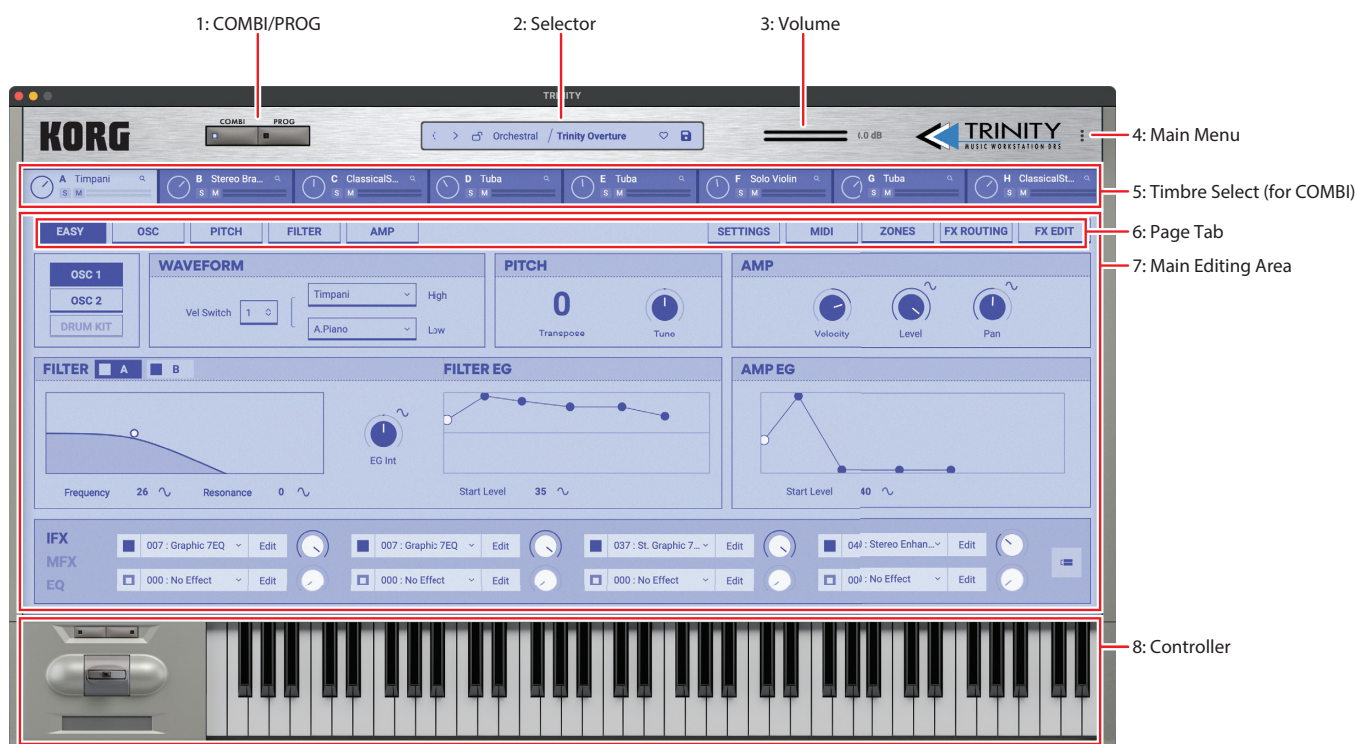 1: COMBI/PROG
2: Selector
3: Volume
TRINITY
KORG
COMBI PROG
Orchestral / Trinity Overture
TRINITY
MUSIC WORKSTATION DRS
4: Main Menu
A Timpani
S M
B Stereo Bra...
S M
C ClassicalS...
S M
D Tuba
S M
E Tuba
S M
F Solo Violin
S M
G Tuba
S M
H ClassicalSt...
S M
5: Timbre Select (for COMBI)
EASY OSC PITCH FILTER AMP SETTINGS MIDI ZONES FX ROUTING FX EDIT
6: Page Tab
7: Main Editing Area
OSC 1
OSC 2
DRUM KIT
WAVEFORM
Vel Switch 1
Timpani High
A.Piano Low
PITCH
0
Transpose Tune
AMP
Velocity Level Pan
FILTER A B
EG Int
Frequency 26 Resonance 0
FILTER EG
Start Level 35
AMP EG
Start Level 40
IFX
MFX
EQ
007 : Graphic 7EQ Edit 007 : Graphic 7EQ Edit 037 : St. Graphic 7... Edit : Stereo Enhan... Edit
000 : No Effect Edit 000 : No Effect Edit 000 : No Effect Edit : No Effect Edit
8: Controller